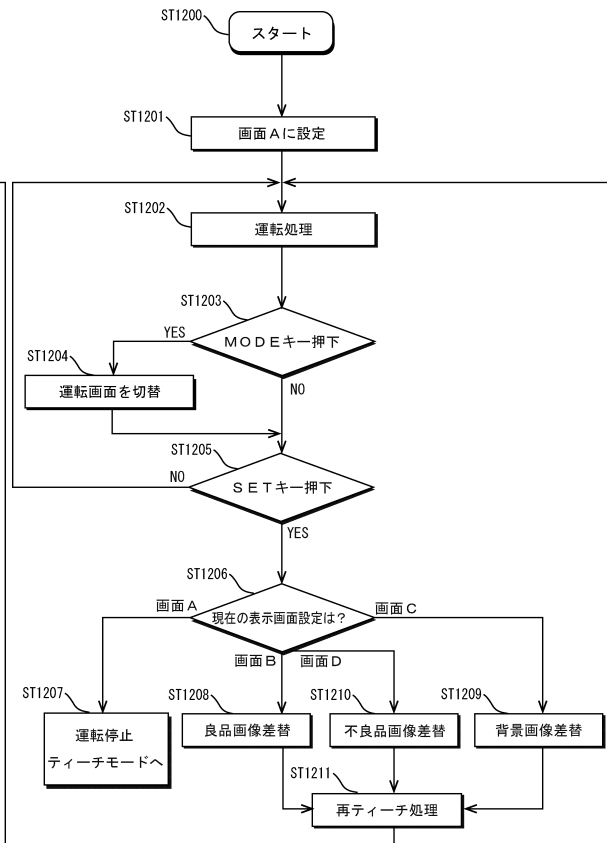 ST1200
スタート
ST1201
画面Aに設定
ST1202
運転処理
ST1203
MODEキー押下
YES
NO
ST1204
運転画面を切替
ST1205
SETキー押下
NO
YES
ST1206
現在の表示画面設定は?
画面A
画面C
画面B
画面D
ST1207
運転停止
ティーチモードへ
ST1208
良品画像差替
ST1210
不良品画像差替
ST1209
背景画像差替
ST1211
再ティーチ処理